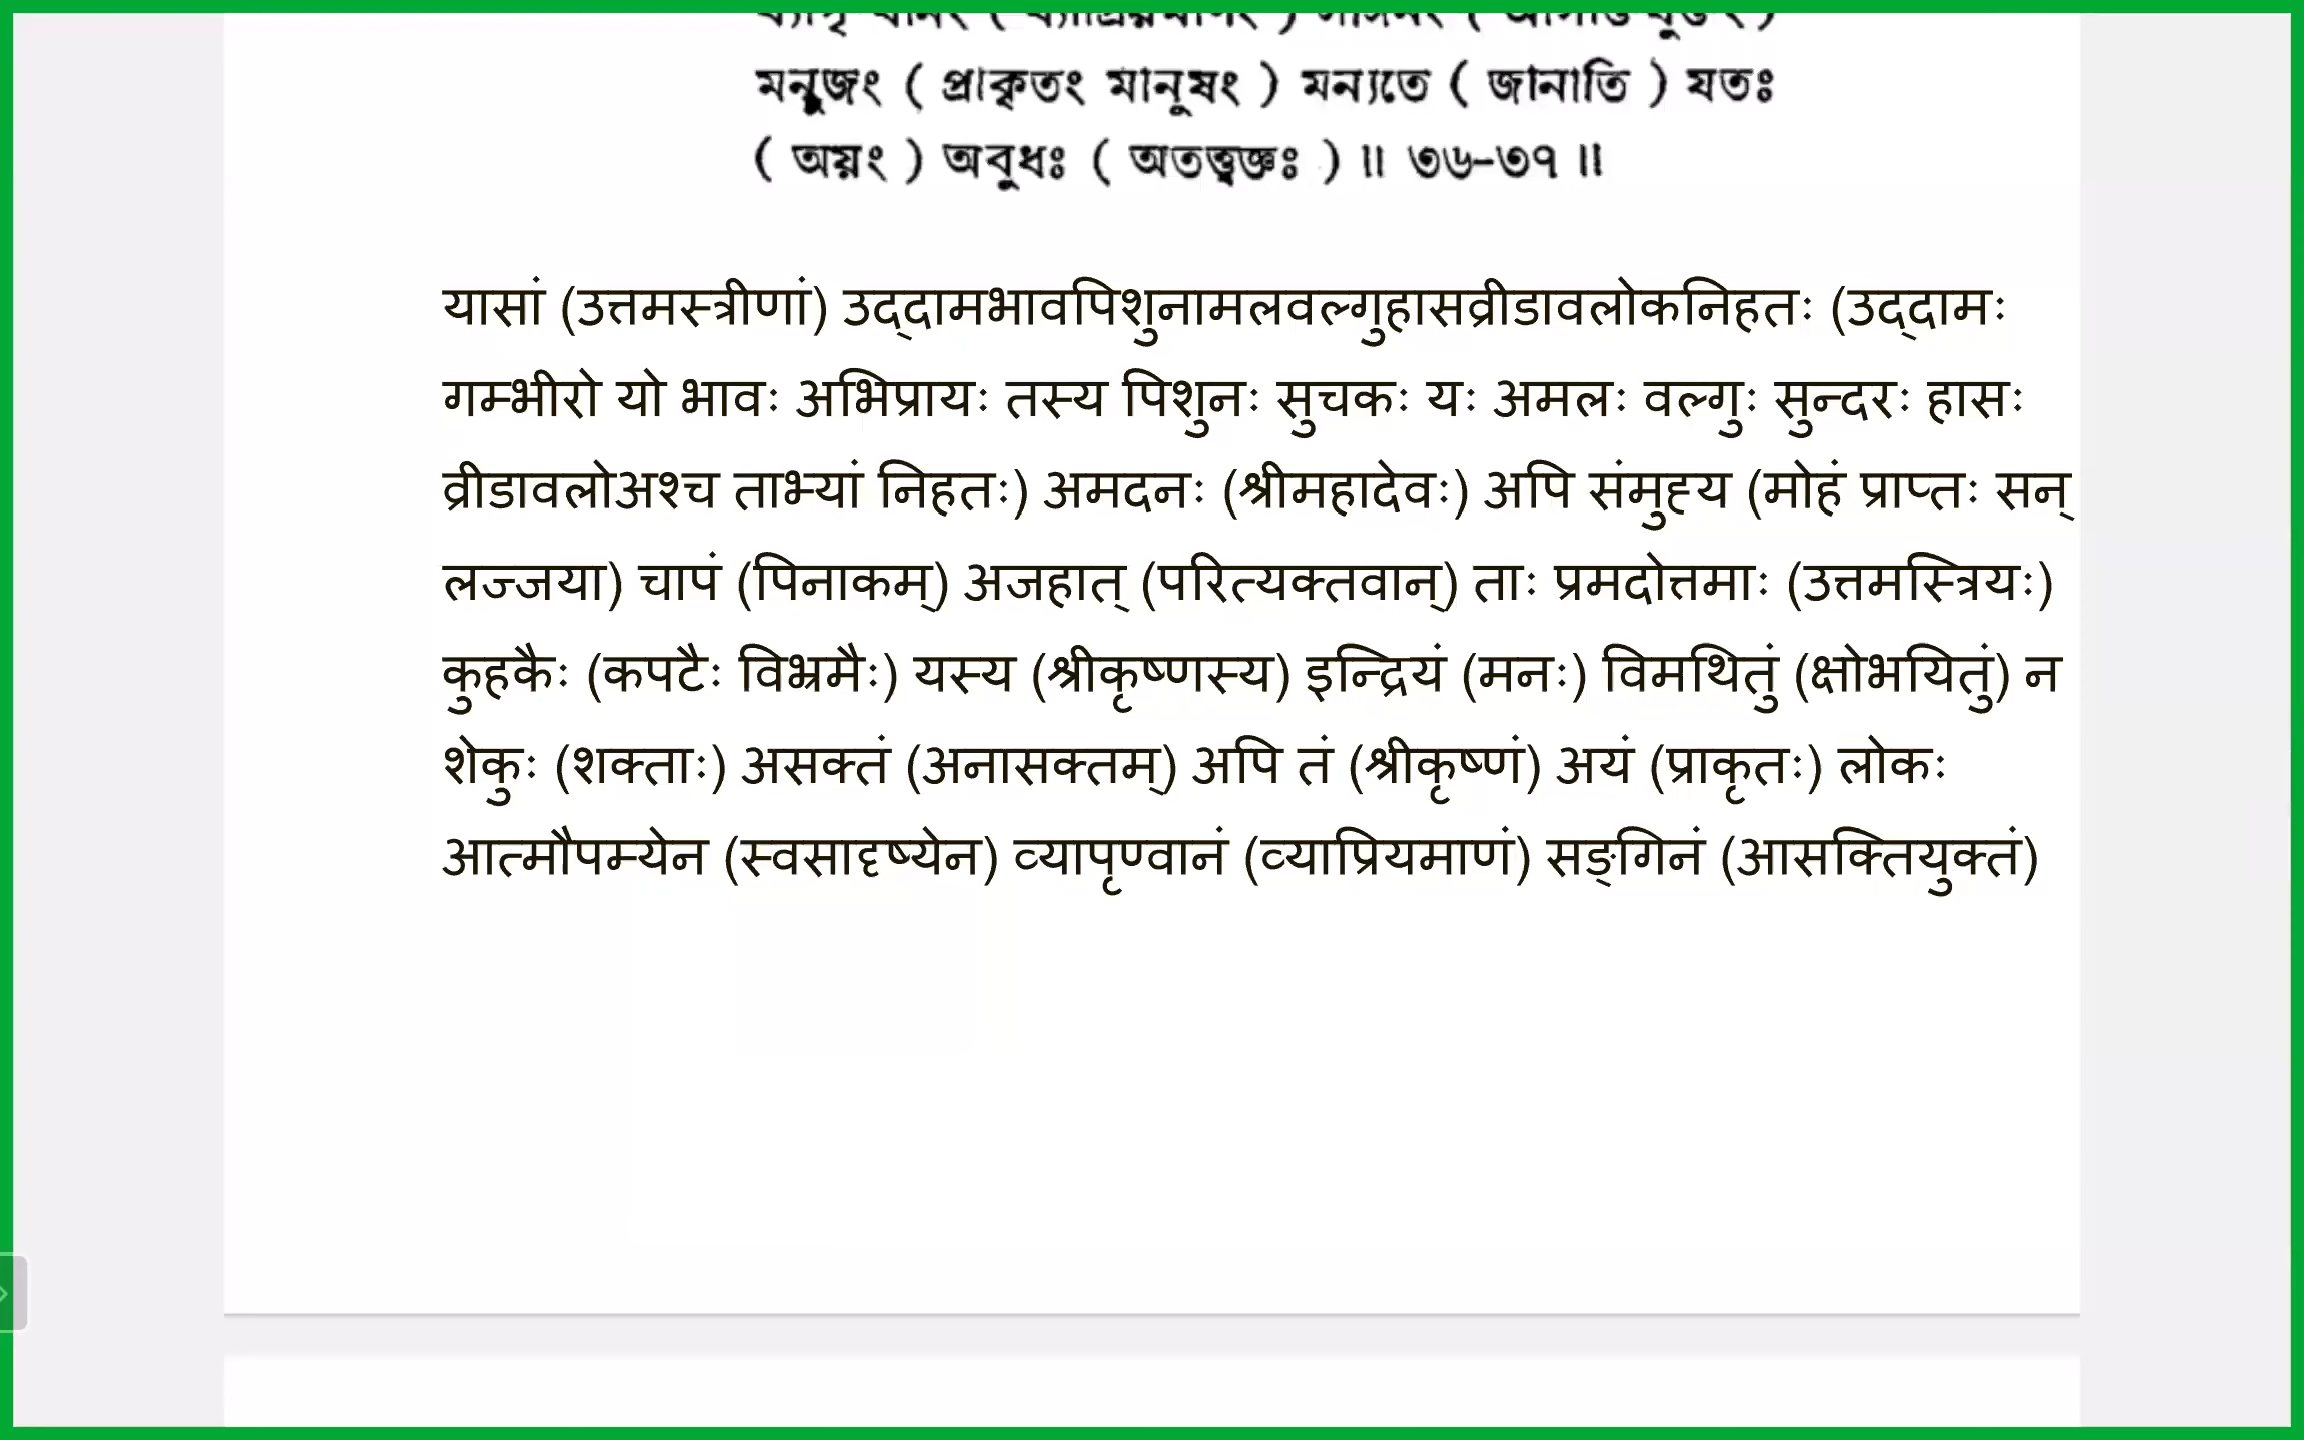 মনুজং ( প্রাকৃতং মানুষং ) মন্যতে ( জানাতি ) যতঃ
( অয়ং ) অবুধঃ ( অতত্ত্বজ্ঞঃ ) ॥ ৩৬-৩৭ ॥
यासां (उत्तमस्त्रीणां) उद्दामभावपिशुनामलवल्गुहासव्रीडावलोकनिहतः (उद्दामः
गम्भीरो यो भावः अभिप्रायः तस्य पिशुनः सुचकः यः अमलः वल्गुः सुन्दरः हासः
व्रीडावलोअश्च ताभ्यां निहतः) अमदनः (श्रीमहादेवः) अपि संमुह्य (मोहं प्राप्तः सन्
लज्जया) चापं (पिनाकम्) अजहात् (परित्यक्तवान्) ताः प्रमदोत्तमाः (उत्तमस्त्रियः)
कुहकैः (कपटैः विभ्रमैः) यस्य (श्रीकृष्णस्य) इन्द्रियं (मनः) विमथितुं (क्षोभयितुं) न
शेकुः (शक्ताः) असक्तं (अनासक्तम्) अपि तं (श्रीकृष्णं) अयं (प्राकृतः) लोकः
आत्मौपम्येन (स्वसादृष्येन) व्यापृण्वानं (व्याप्रियमाणं) सङ्गिनं (आसक्तियुक्तं)